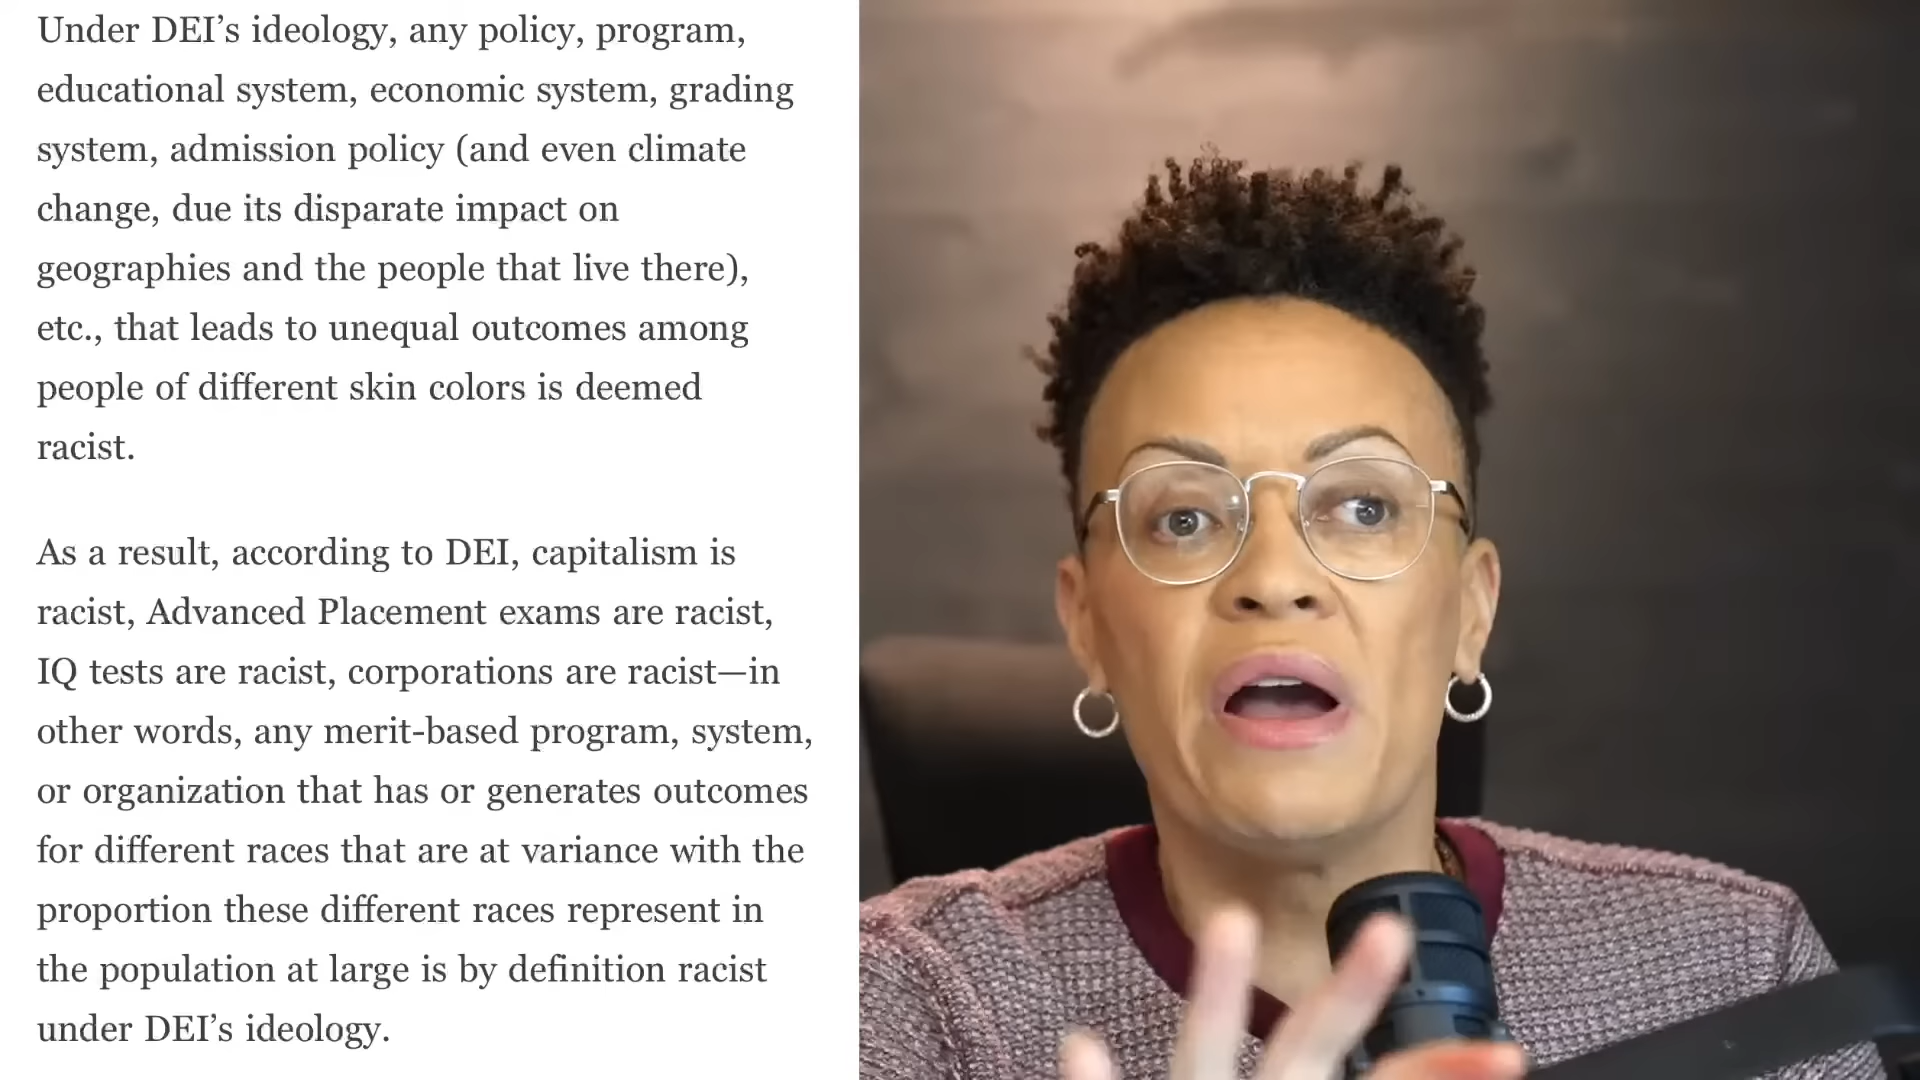 Under DEI’s ideology, any policy, program,
educational system, economic system, grading
system, admission policy (and even climate
change, due its disparate impact on
geographies and the people that live there),
etc., that leads to unequal outcomes among
people of different skin colors is deemed
racist.
As a result, according to DEI, capitalism is
racist, Advanced Placement exams are racist,
IQ tests are racist, corporations are racist—in
other words, any merit-based program, system,
or organization that has or generates outcomes
for different races that are at variance with the
proportion these different races represent in
the population at large is by definition racist
under DEI’s ideology.